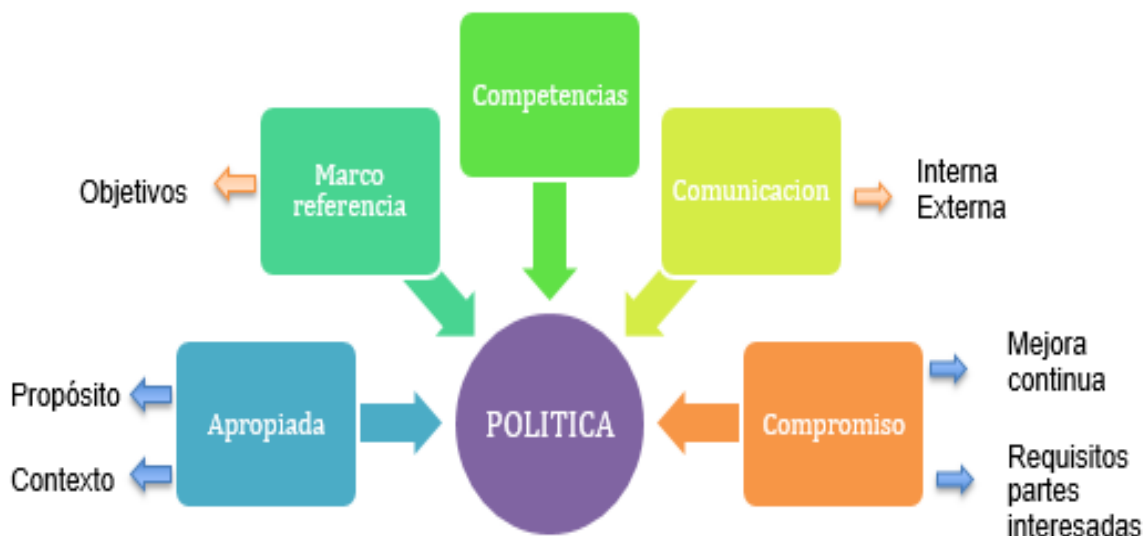 Competencias
Objetivos
Marco
referencia
Comunicacion
Interna
Externa
Propósito
Contexto
Apropiada
POLITICA
Compromiso
Mejora
continua
Requisitos
partes
interesadas